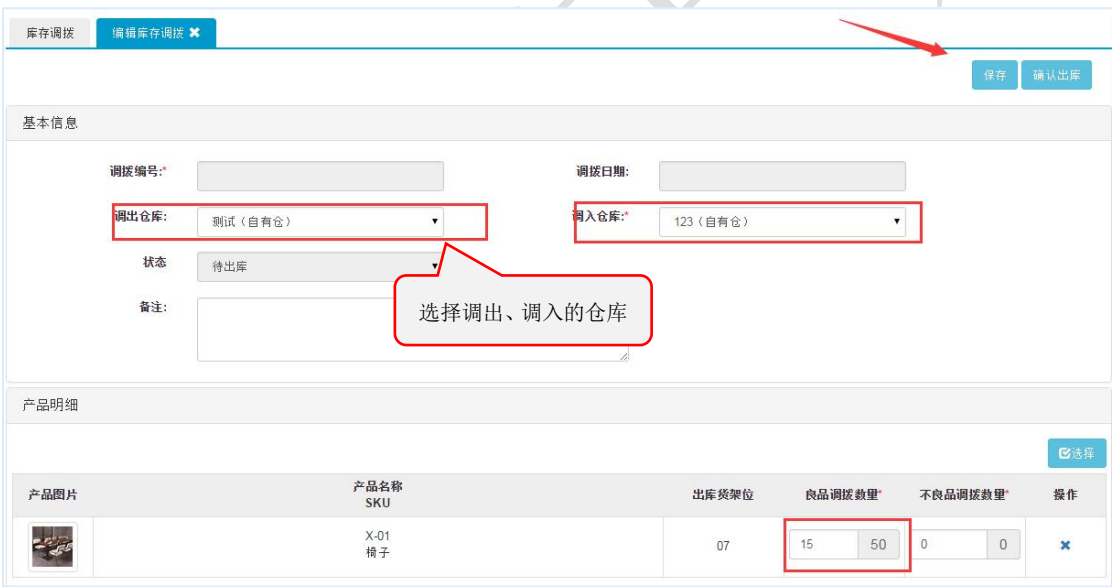 库存调拨 编辑库存调拨 ✖
保存 确认出库
基本信息
调拨编号:* 调拨日期:
调出仓库: 测试（自有仓） 调入仓库:* 123（自有仓）
状态 待出库
备注:
选择调出、调入的仓库
产品明细
选择
产品图片 产品名称 出库货架位 良品调拨数量* 不良品调拨数量* 操作
SKU
X-01
椅子
07 15 50 0 0 ✖